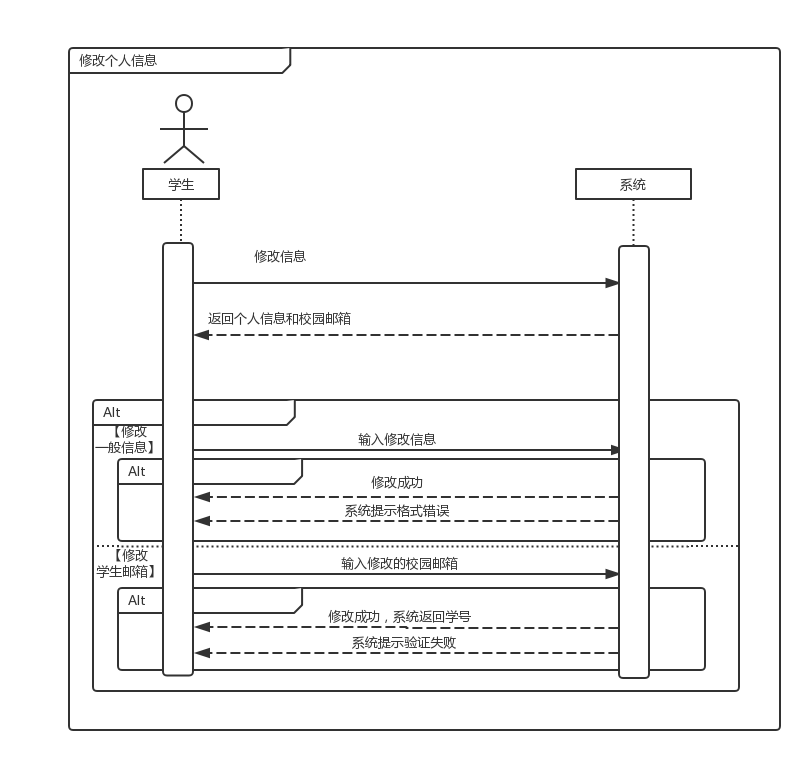 修改个人信息
学生
系统
修改信息
返回个人信息和校园邮箱
Alt
【修改
一般信息】
输入修改信息
Alt
修改成功
系统提示格式错误
【修改
学生邮箱】
输入修改的校园邮箱
Alt
修改成功，系统返回学号
系统提示验证失败